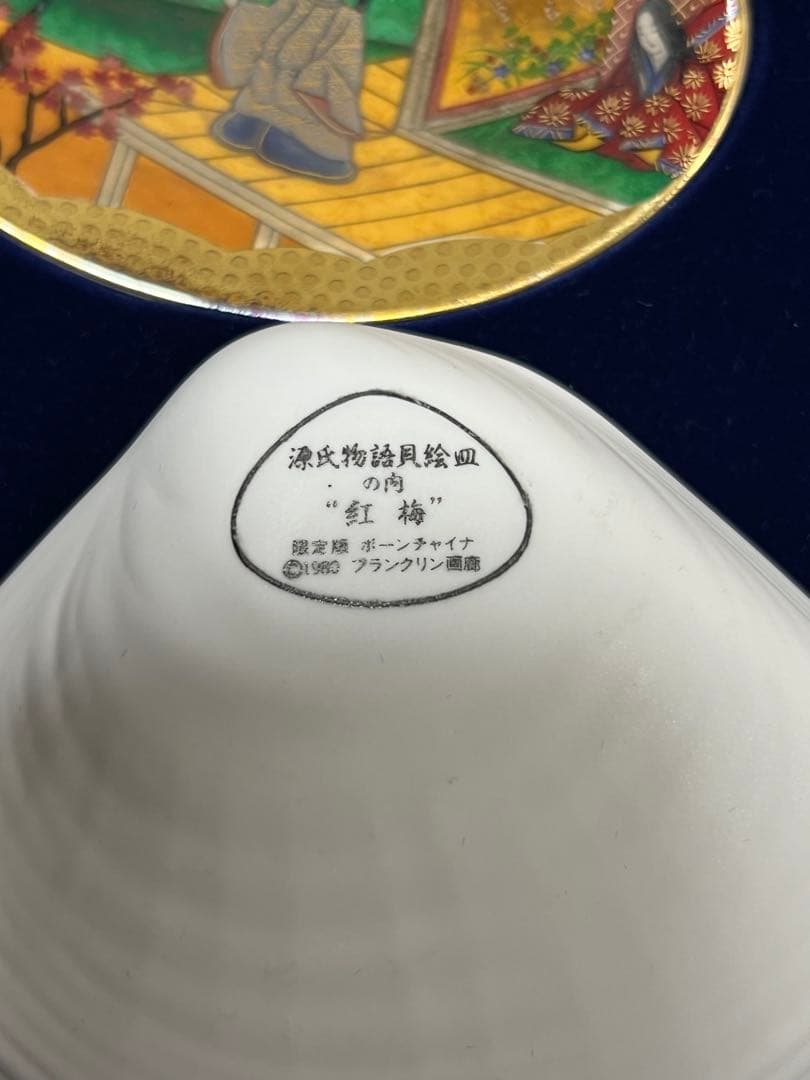 源氏物語貝絵皿
の内
“紅梅”
限定版 ボーンチャイナ
©1980 フランクリン画廊